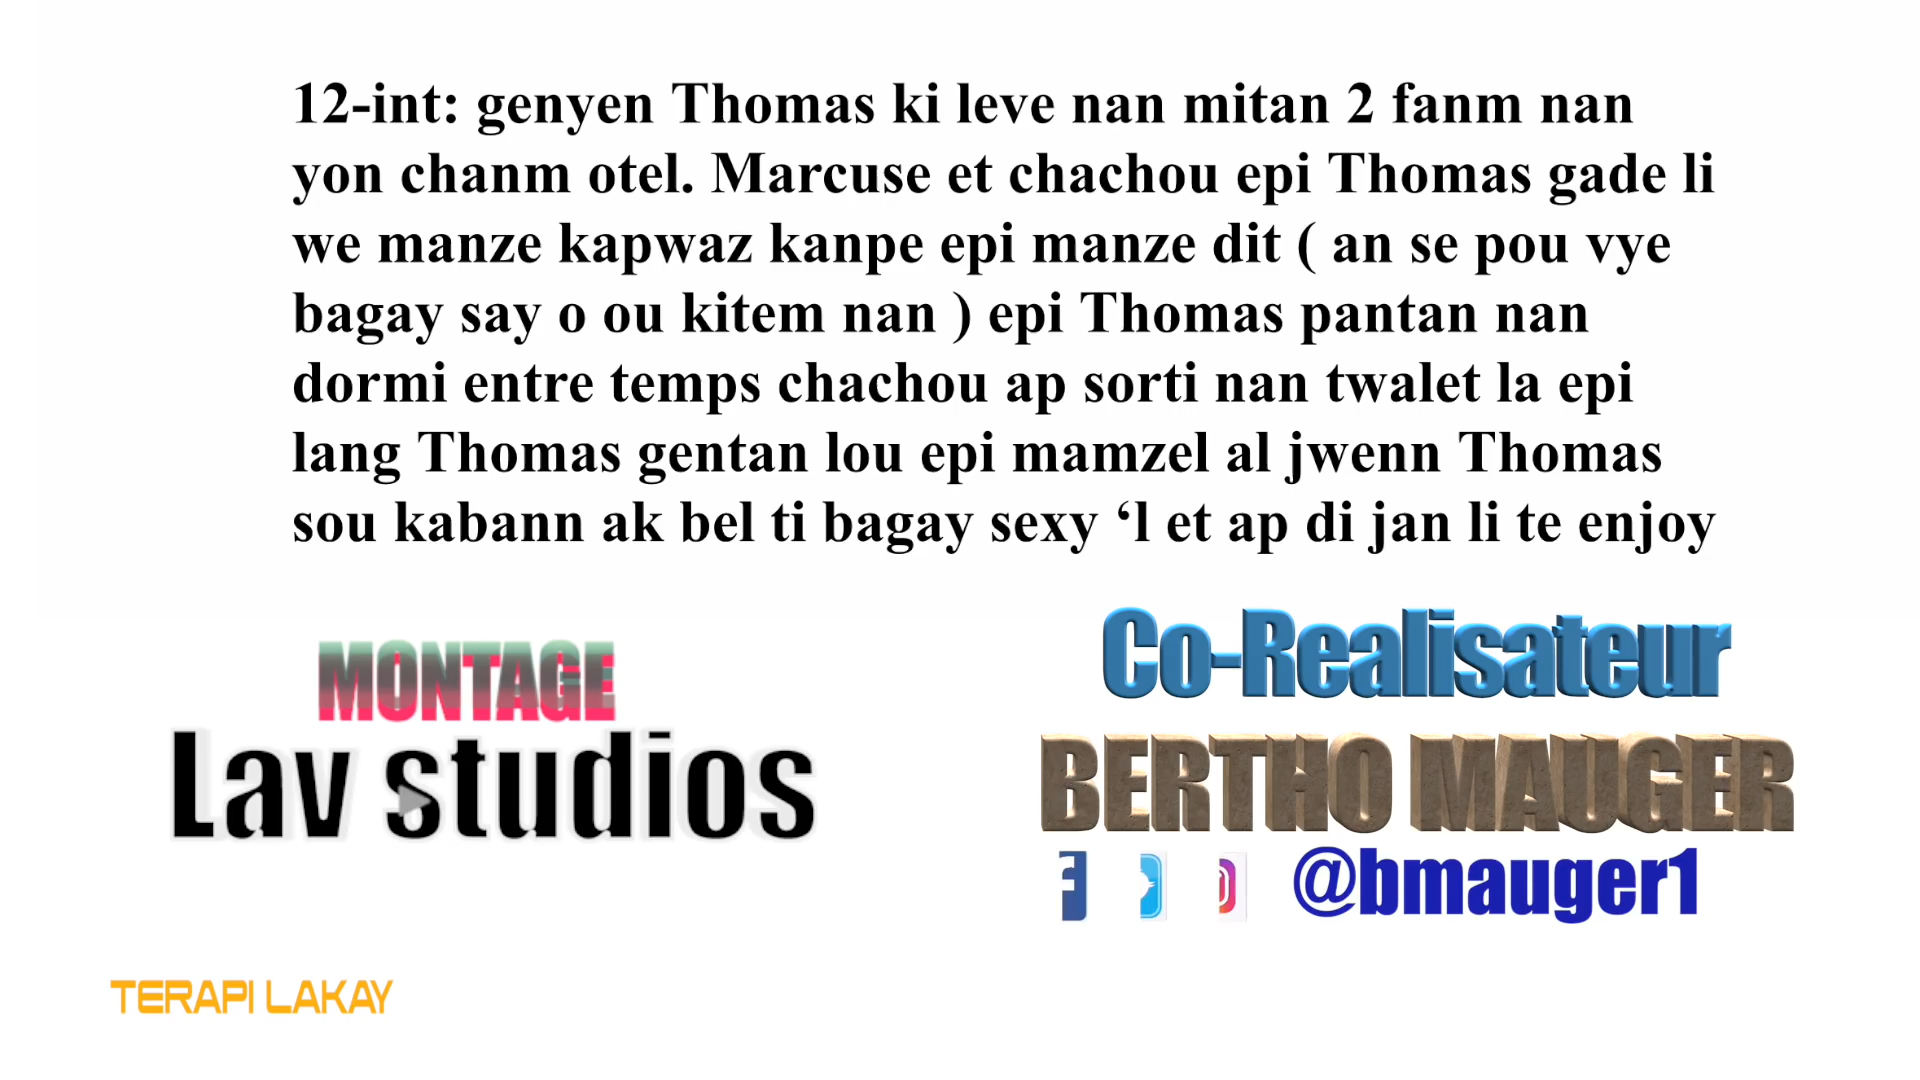 12-int: genyen Thomas ki leve nan mitan 2 fanm nan
yon chanm otel. Marcuse et chachou epi Thomas gade li
we manze kapwaz kanpe epi manze dit ( an se pou vye
bagay say o ou kitem nan ) epi Thomas pantan nan
dormi entre temps chachou ap sorti nan twalet la epi
lang Thomas gentan lou epi mamzel al jwenn Thomas
sou kabann ak bel ti bagay sexy ‘l et ap di jan li te enjoy
MONTAGE
Lav studios
Co-Realisateur
BERTHO MAUGER
@bmauger1
TERAPI LAKAY